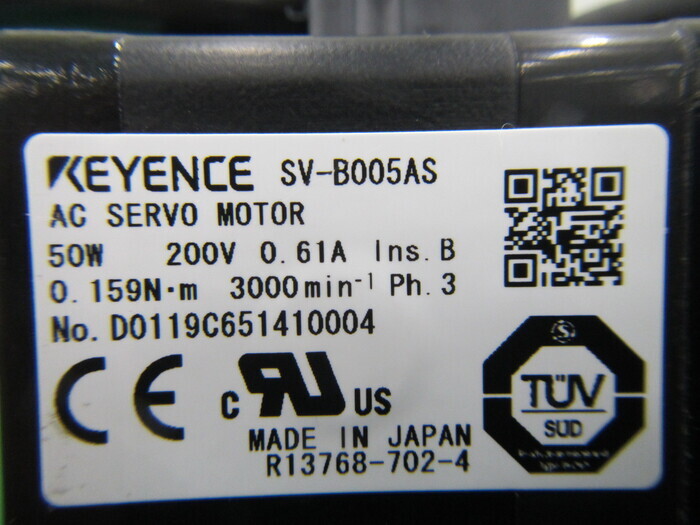 KEYENCE SV-B005AS
AC SERVO MOTOR
50W 200V 0.61A Ins.B
0.159N·m 3000min⁻¹ Ph.3
No. D0119C651410004
CE c RU US
TÜV
SÜD
MADE IN JAPAN
R13768-702-4